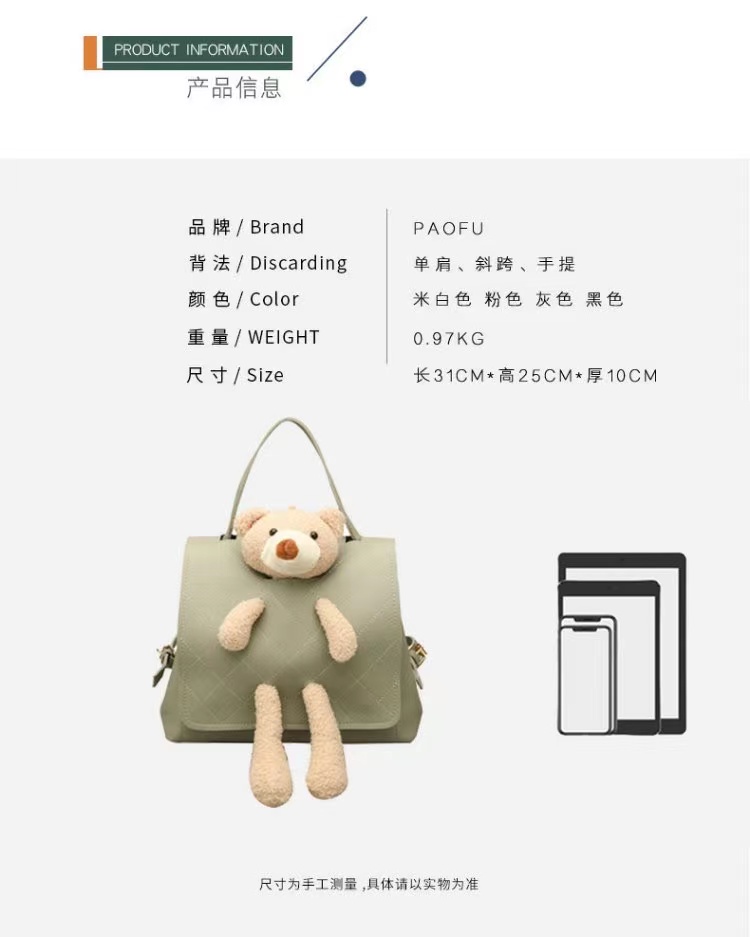 PRODUCT INFORMATION
产品信息
品牌/Brand PAOFU
背法/Discarding 单肩、斜跨、手提
颜色/Color 米白色 粉色 灰色 黑色
重量/WEIGHT 0.97KG
尺寸/Size 长31CM*高25CM*厚10CM
尺寸为手工测量,具体请以实物为准